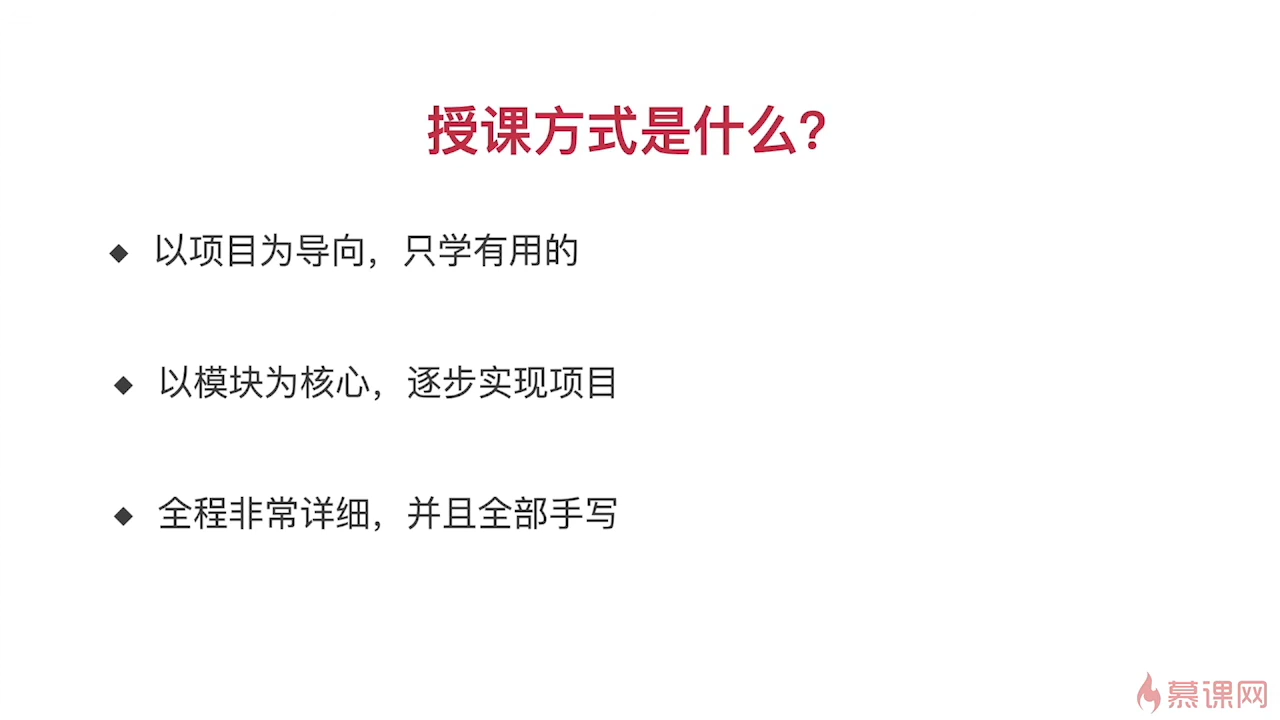 授课方式是什么?
◆ 以项目为导向，只学有用的
◆ 以模块为核心，逐步实现项目
◆ 全程非常详细，并且全部手写
慕课网